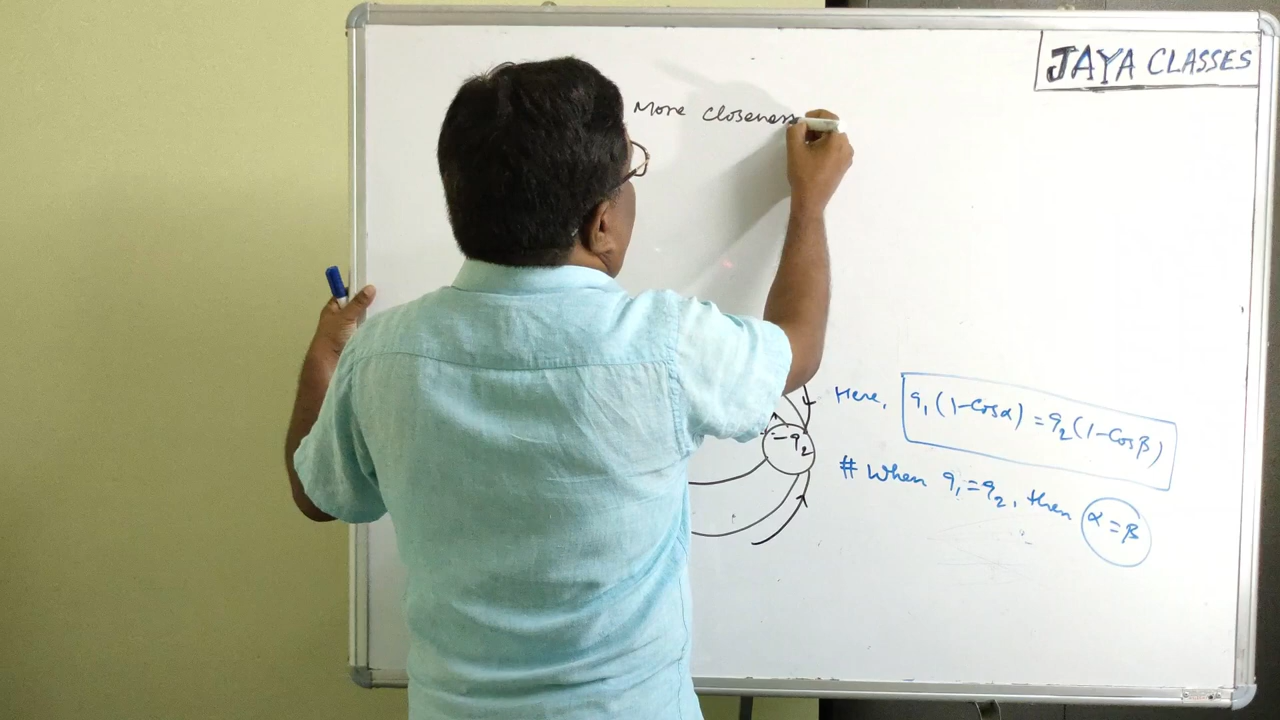 JAYA CLASSES
More closeness
-q₂
Here, q₁(1-Cosα) = q₂(1-Cosβ)
# When q₁=q₂, then α=β